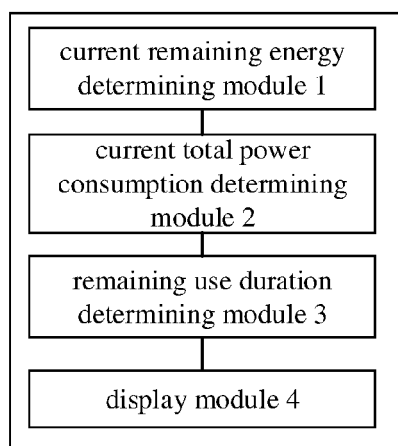 current remaining energy
determining module 1
current total power
consumption determining
module 2
remaining use duration
determining module 3
display module 4